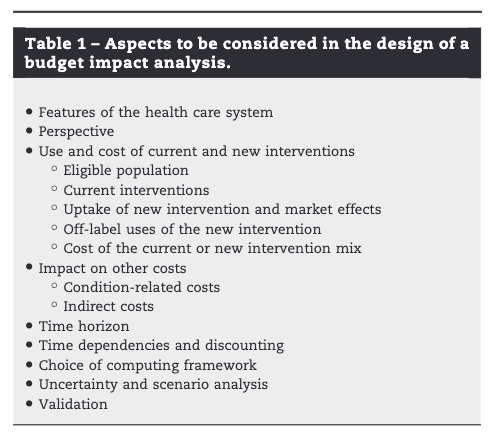 Table 1 – Aspects to be considered in the design of a
budget impact analysis.
• Features of the health care system
• Perspective
• Use and cost of current and new interventions
◦ Eligible population
◦ Current interventions
◦ Uptake of new intervention and market effects
◦ Off-label uses of the new intervention
◦ Cost of the current or new intervention mix
• Impact on other costs
◦ Condition-related costs
◦ Indirect costs
• Time horizon
• Time dependencies and discounting
• Choice of computing framework
• Uncertainty and scenario analysis
• Validation